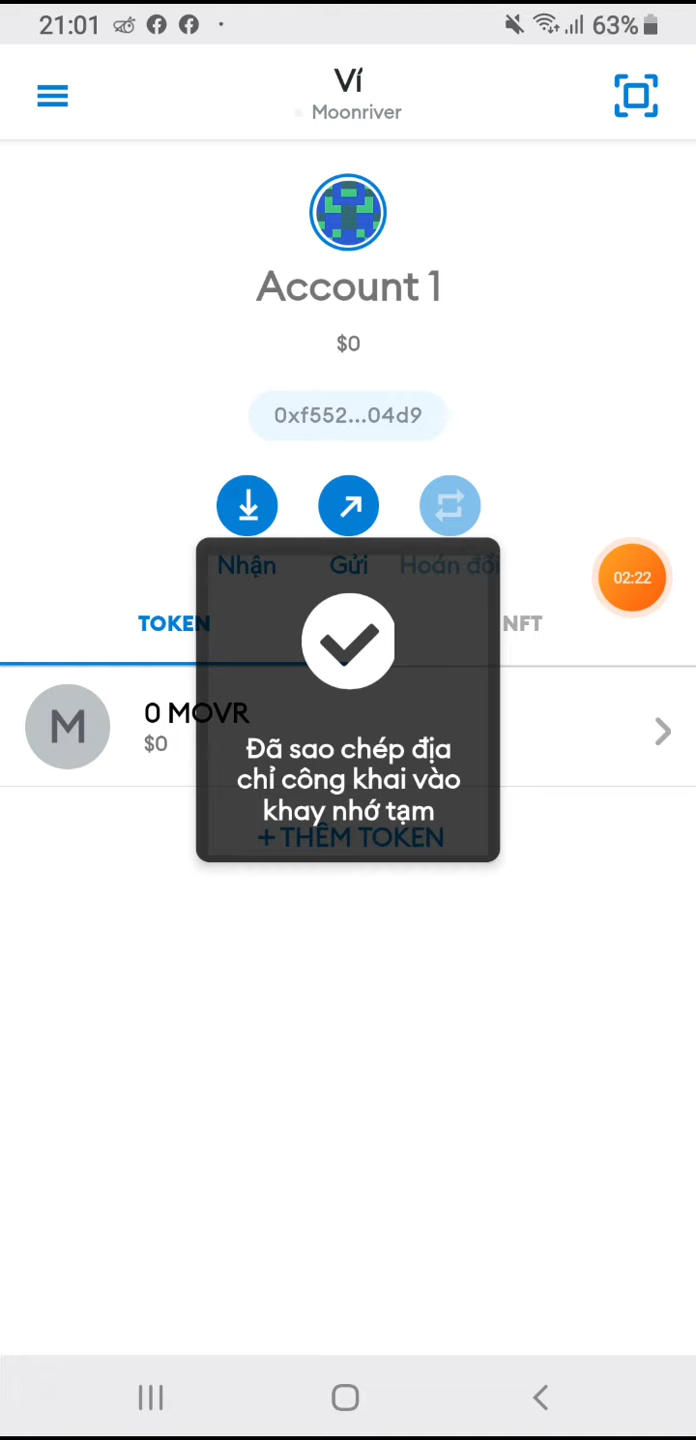 21:01
63%
Ví
Moonriver
Account 1
$0
0xf552...04d9
Nhận
Gửi
Hoán đổi
02:22
TOKEN
NFT
M
0 MOVR
$0
Đã sao chép địa
chỉ công khai vào
khay nhớ tạm
+ THÊM TOKEN